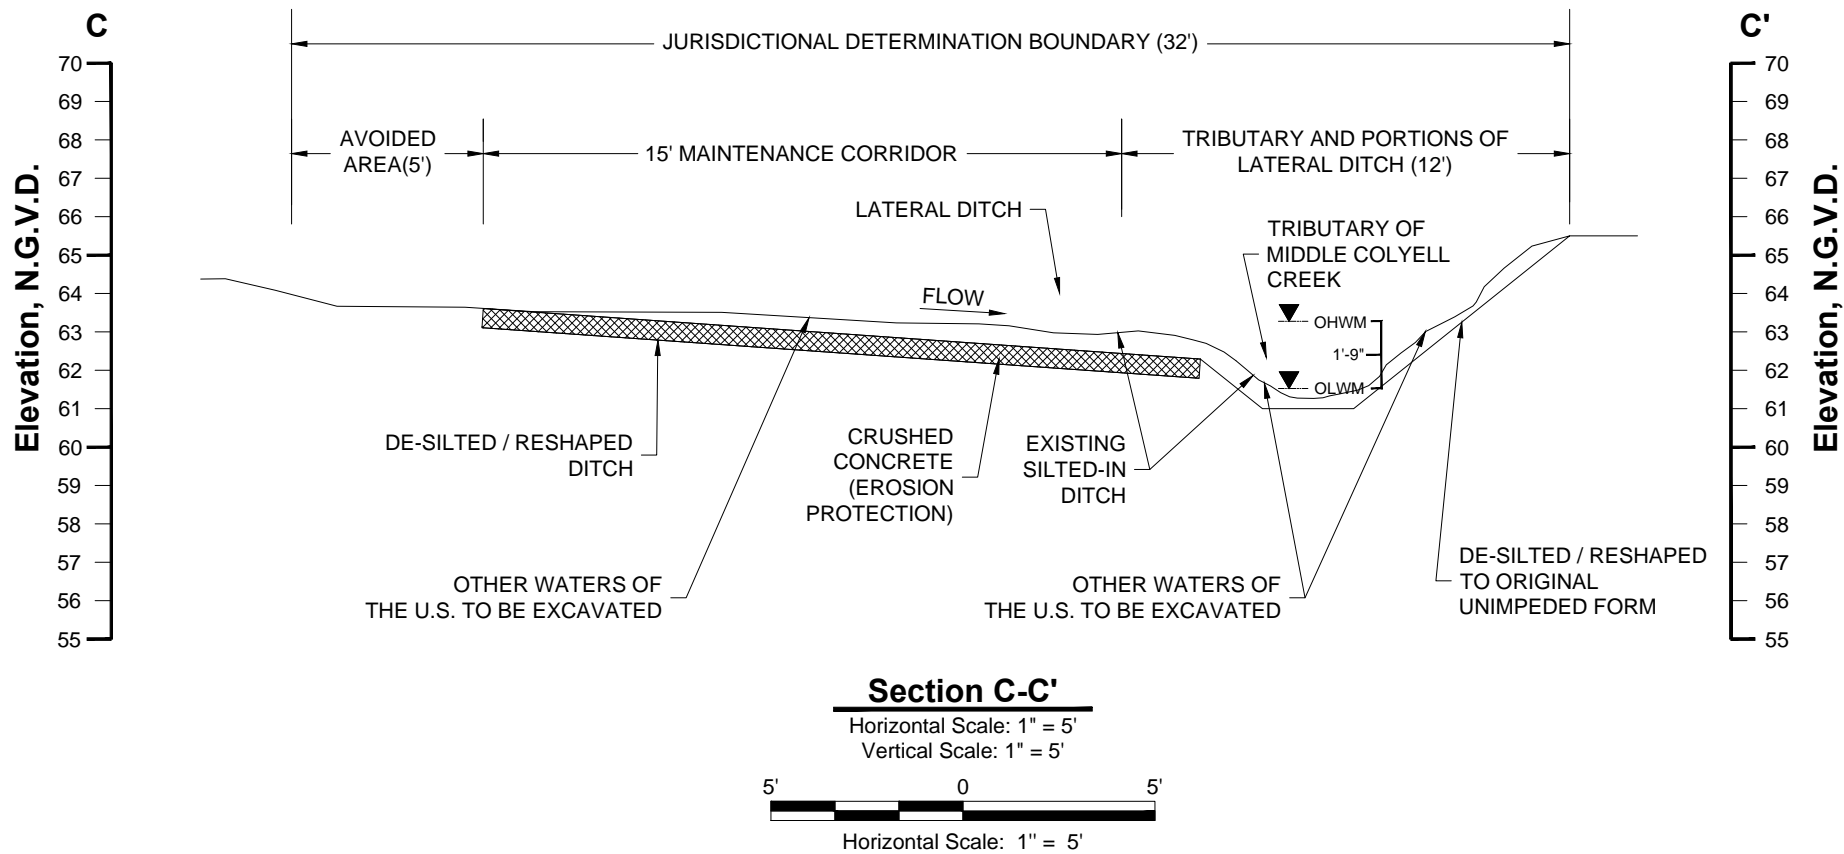 C
C'
JURISDICTIONAL DETERMINATION BOUNDARY (32')
70
69
68
67
66
65
64
63
62
61
60
59
58
57
56
55
Elevation, N.G.V.D.
70
69
68
67
66
65
64
63
62
61
60
59
58
57
56
55
Elevation, N.G.V.D.
AVOIDED
AREA(5')
15' MAINTENANCE CORRIDOR
TRIBUTARY AND PORTIONS OF
LATERAL DITCH (12')
LATERAL DITCH
TRIBUTARY OF
MIDDLE COLYELL
CREEK
FLOW
OHWM
1'-9"
OLWM
DE-SILTED / RESHAPED
DITCH
CRUSHED
CONCRETE
(EROSION
PROTECTION)
EXISTING
SILTED-IN
DITCH
OTHER WATERS OF
THE U.S. TO BE EXCAVATED
OTHER WATERS OF
THE U.S. TO BE EXCAVATED
DE-SILTED / RESHAPED
TO ORIGINAL
UNIMPEDED FORM
Section C-C'
Horizontal Scale: 1" = 5'
Vertical Scale: 1" = 5'
5' 0 5'
Horizontal Scale: 1" = 5'